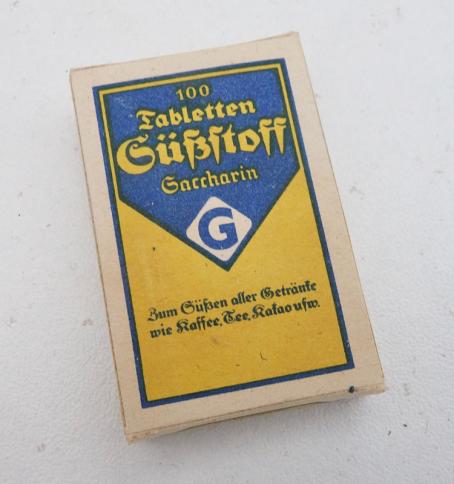 100
Tabletten
Süßstoff
Saccharin
G
Zum Süßen aller Getränke
wie Kaffee, Tee, Kakao usw.